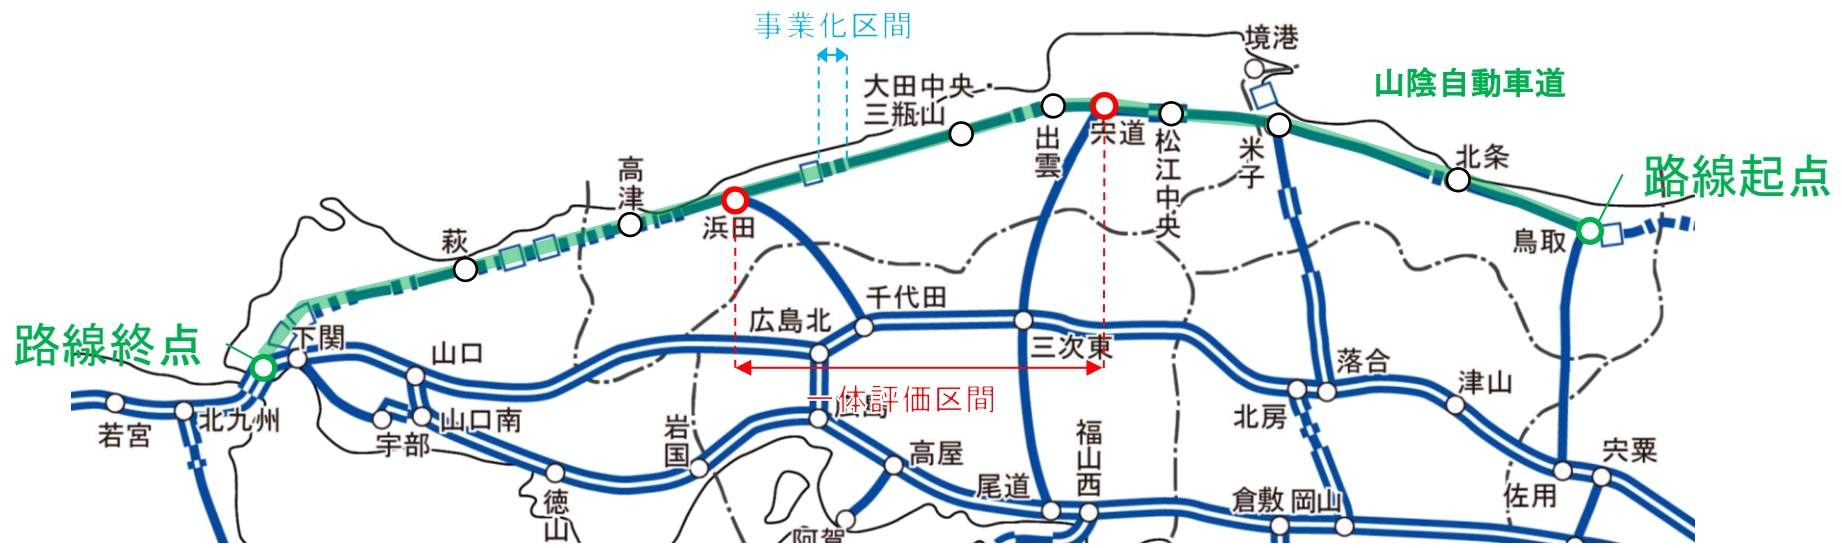 事業化区間
境港
山陰自動車道
大田中央・
三瓶山
出雲
宍道
松江中央
米子
北条
路線起点
鳥取
高津
浜田
萩
千代田
広島北
三次東
路線終点
下関
山口
落合
津山
一体評価区間
広島
北房
若宮
北九州
宇部
山口南
岩国
高屋
福山西
宍粟
尾道
佐用
徳山
倉敷
岡山
阿賀